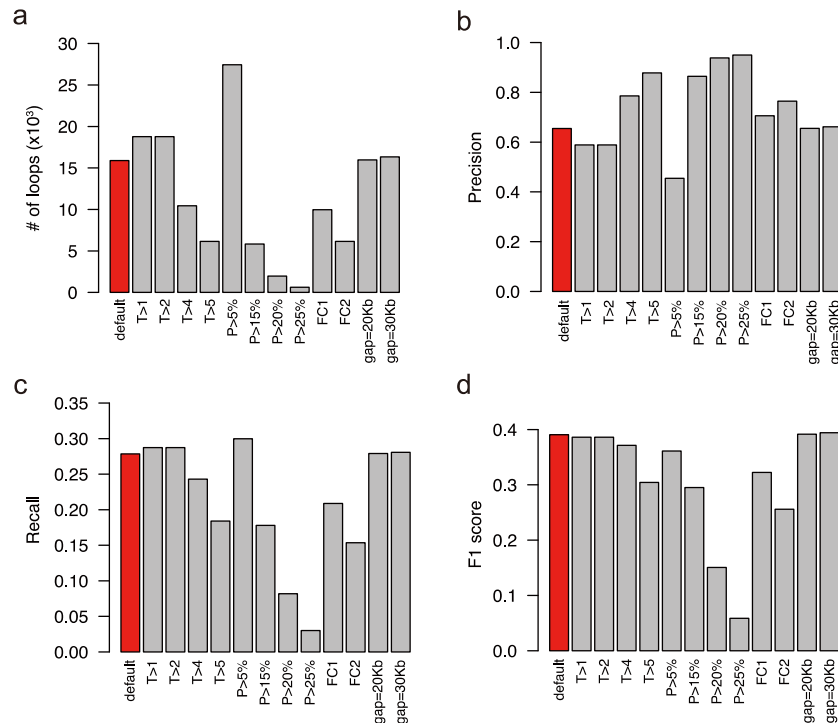 a
# of loops (x10³)
30
25
20
15
10
5
0
default
T>1
T>2
T>4
T>5
P>5%
P>15%
P>20%
P>25%
FC1
FC2
gap=20Kb
gap=30Kb
b
Precision
1.0
0.8
0.6
0.4
0.2
0.0
default
T>1
T>2
T>4
T>5
P>5%
P>15%
P>20%
P>25%
FC1
FC2
gap=20Kb
gap=30Kb
c
Recall
0.35
0.30
0.25
0.20
0.15
0.10
0.05
0.00
default
T>1
T>2
T>4
T>5
P>5%
P>15%
P>20%
P>25%
FC1
FC2
gap=20Kb
gap=30Kb
d
F1 score
0.4
0.3
0.2
0.1
0.0
default
T>1
T>2
T>4
T>5
P>5%
P>15%
P>20%
P>25%
FC1
FC2
gap=20Kb
gap=30Kb